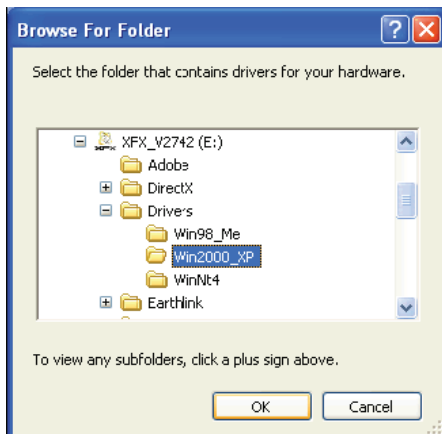 Browse For Folder
Select the folder that contains drivers for your hardware.
XFX_V2742 (E:)
Adobe
DirectX
Drivers
Win98_Me
Win2000_XP
WinNt4
Earthlink
To view any subfolders, click a plus sign above.
OK Cancel